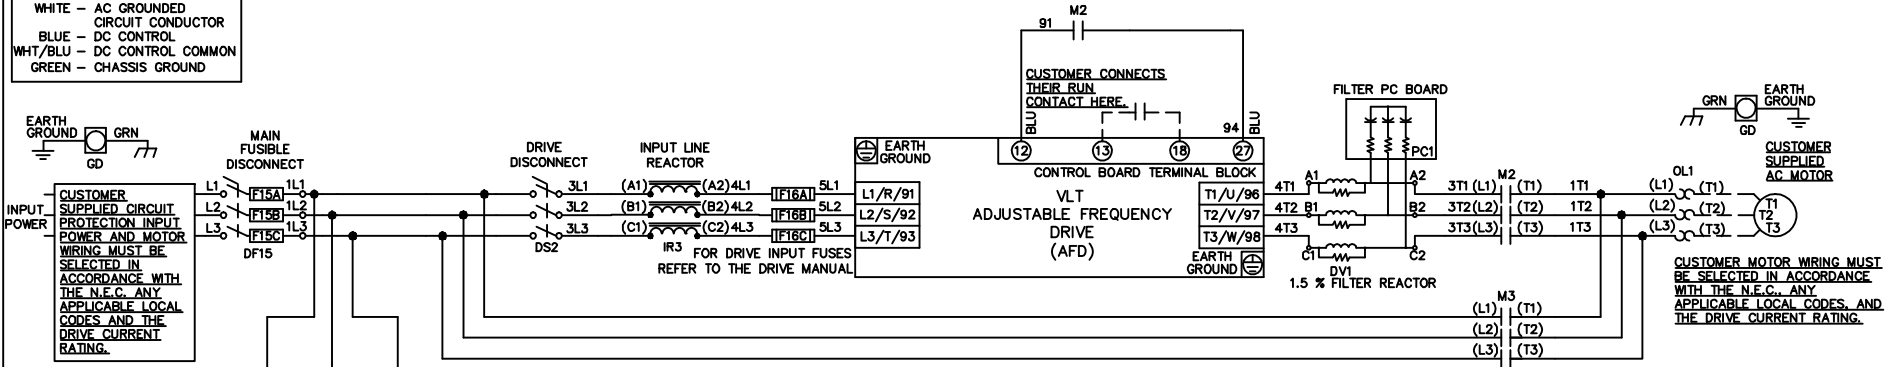 WHITE – AC GROUNDED
CIRCUIT CONDUCTOR
BLUE – DC CONTROL
WHT/BLU – DC CONTROL COMMON
GREEN – CHASSIS GROUND
EARTH
GROUND
GRN
GD
INPUT
POWER
CUSTOMER
SUPPLIED CIRCUIT
PROTECTION INPUT
POWER AND MOTOR
WIRING MUST BE
SELECTED IN
ACCORDANCE WITH
THE N.E.C. ANY
APPLICABLE LOCAL
CODES AND THE
DRIVE CURRENT
RATING.
MAIN
FUSIBLE
DISCONNECT
L1 F15A 1L1
L2 F15B 1L2
L3 F15C 1L3
DF15
DRIVE
DISCONNECT
3L1
3L2
3L3
DS2
INPUT LINE
REACTOR
(A1) (A2) 4L1
(B1) (B2) 4L2
(C1) (C2) 4L3
IR3
F16A 5L1
F16B 5L2
F16C 5L3
FOR DRIVE INPUT FUSES
REFER TO THE DRIVE MANUAL
M2
91
CUSTOMER CONNECTS
THEIR RUN
CONTACT HERE.
BLU
94
BLU
12 13 18 27
CONTROL BOARD TERMINAL BLOCK
EARTH
GROUND
L1/R/91
L2/S/92
L3/T/93
VLT
ADJUSTABLE FREQUENCY
DRIVE
(AFD)
T1/U/96
T2/V/97
T3/W/98
EARTH
GROUND
FILTER PC BOARD
PC1
4T1 A1 A2
4T2 B1 B2
4T3
C1 C2
DV1
1.5 % FILTER REACTOR
M2
3T1 (L1) (T1) 1T1
3T2 (L2) (T2) 1T2
3T3 (L3) (T3) 1T3
M3
(L1) (T1)
(L2) (T2)
(L3) (T3)
GRN
EARTH
GROUND
GD
CUSTOMER
SUPPLIED
AC MOTOR
OL1
(L1) (T1)
(L2) (T2)
(L3) (T3)
T1
T2
T3
CUSTOMER MOTOR WIRING MUST
BE SELECTED IN ACCORDANCE
WITH THE N.E.C., ANY
APPLICABLE LOCAL CODES, AND
THE DRIVE CURRENT RATING.